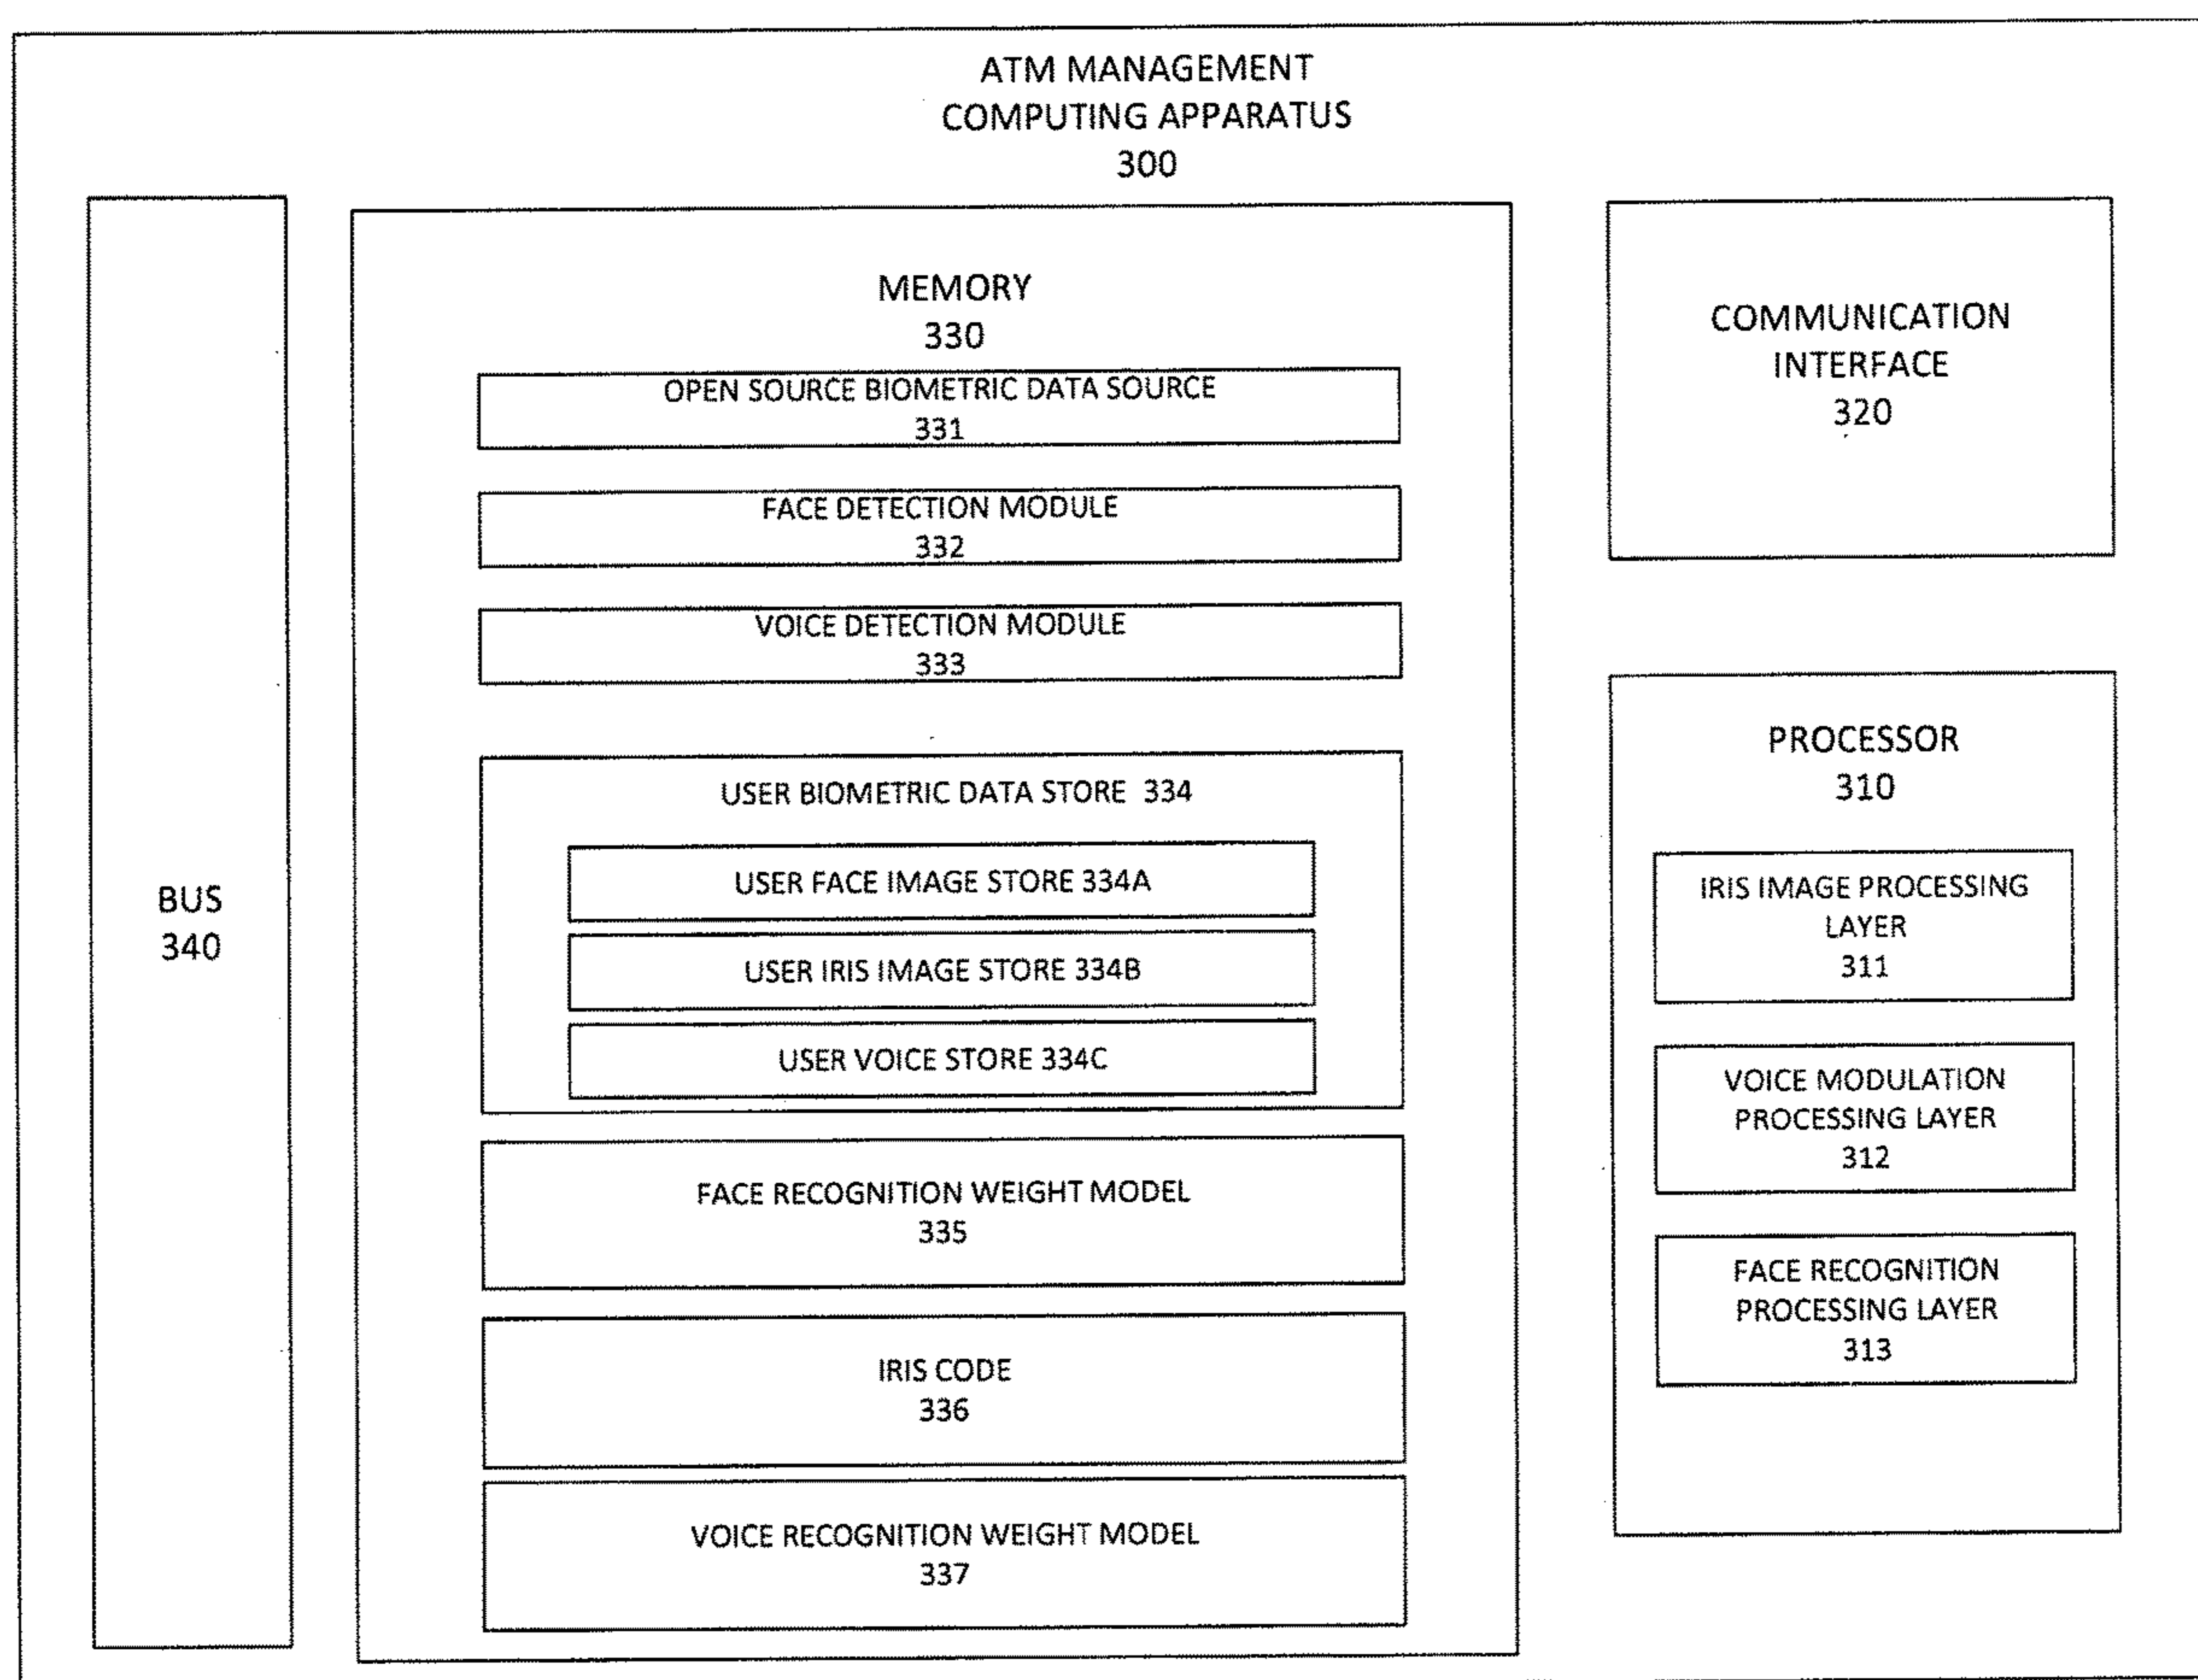 ATM MANAGEMENT
COMPUTING APPARATUS
300
BUS
340
MEMORY
330
OPEN SOURCE BIOMETRIC DATA SOURCE
331
FACE DETECTION MODULE
332
VOICE DETECTION MODULE
333
USER BIOMETRIC DATA STORE 334
USER FACE IMAGE STORE 334A
USER IRIS IMAGE STORE 334B
USER VOICE STORE 334C
FACE RECOGNITION WEIGHT MODEL
335
IRIS CODE
336
VOICE RECOGNITION WEIGHT MODEL
337
COMMUNICATION
INTERFACE
320
PROCESSOR
310
IRIS IMAGE PROCESSING
LAYER
311
VOICE MODULATION
PROCESSING LAYER
312
FACE RECOGNITION
PROCESSING LAYER
313